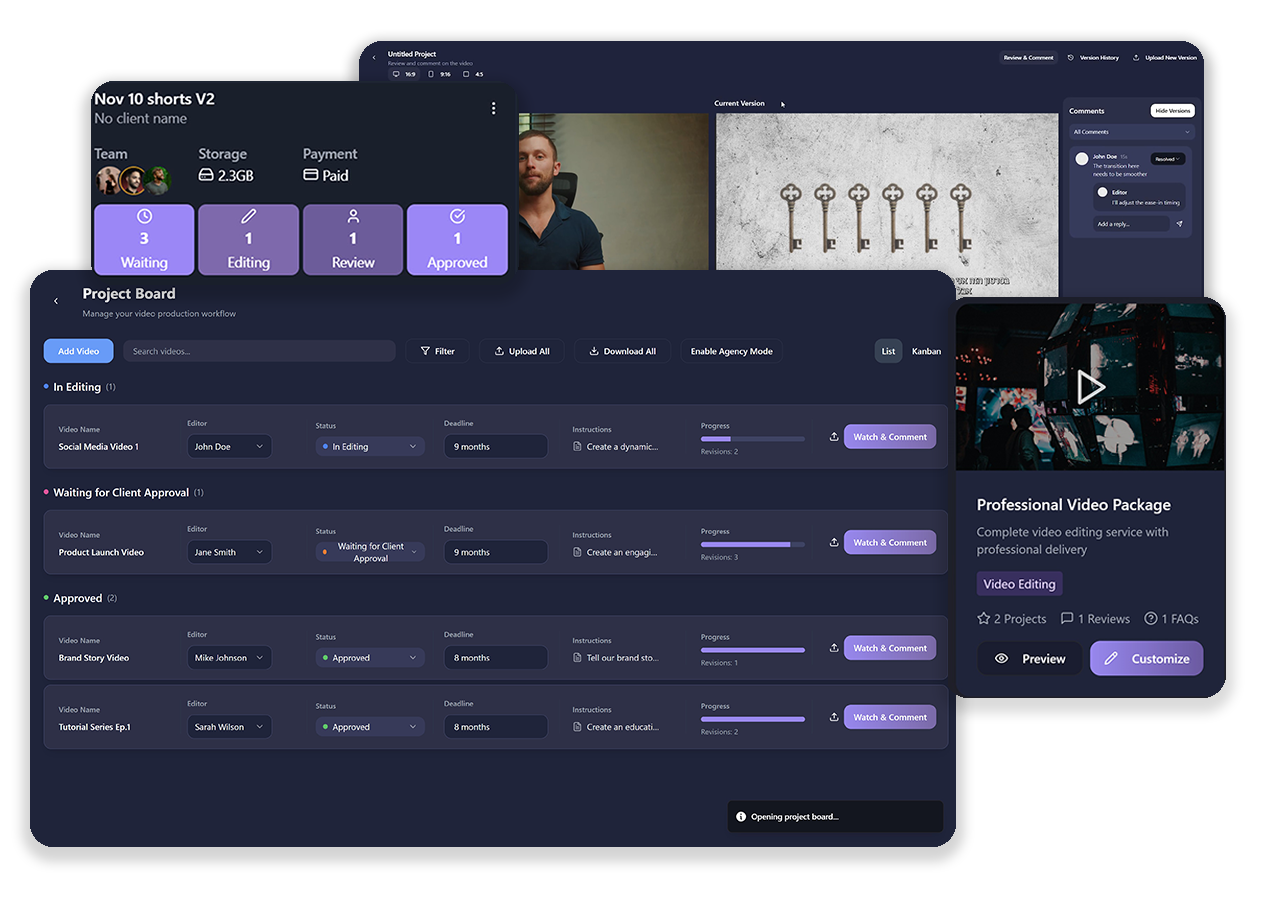 Untitled Project
Review and comment on the video
16:9
9:16
4:5
Review & Comment
Version History
Upload New Version
Current Version
Comments
Hide Versions
All Comments
John Doe
Resolved
The transition here
needs to be smoother
Editor
I'll adjust the ease-in timing
Add a reply...
Nov 10 shorts V2
No client name
Team
Storage
Payment
2.3GB
Paid
3
Waiting
1
Editing
1
Review
1
Approved
Project Board
Manage your video production workflow
Add Video
Search videos...
Filter
Upload All
Download All
Enable Agency Mode
List
Kanban
In Editing (1)
Video Name
Editor
Status
Deadline
Instructions
Progress
Social Media Video 1
John Doe
In Editing
9 months
Create a dynamic...
Revisions: 2
Watch & Comment
Waiting for Client Approval (1)
Video Name
Editor
Status
Deadline
Instructions
Progress
Product Launch Video
Jane Smith
Waiting for Client
Approval
9 months
Create an engagi...
Revisions: 3
Watch & Comment
Approved (2)
Video Name
Editor
Status
Deadline
Instructions
Progress
Brand Story Video
Mike Johnson
Approved
8 months
Tell our brand sto...
Revisions: 1
Watch & Comment
Video Name
Editor
Status
Deadline
Instructions
Progress
Tutorial Series Ep.1
Sarah Wilson
Approved
8 months
Create an educati...
Revisions: 2
Watch & Comment
Opening project board...
Professional Video Package
Complete video editing service with
professional delivery
Video Editing
2 Projects
1 Reviews
1 FAQs
Preview
Customize